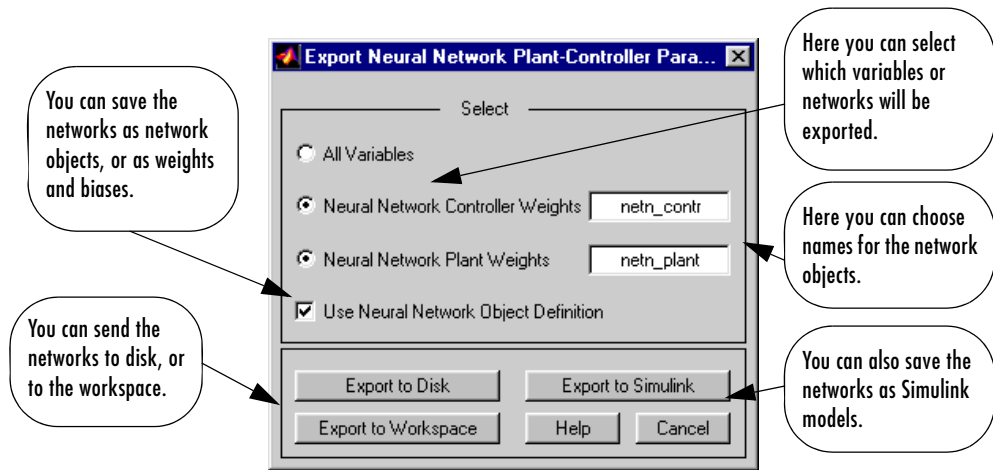 Export Neural Network Plant-Controller Para...
Here you can select
which variables or
networks will be
exported.
You can save the
networks as network
objects, or as weights
and biases.
Select
All Variables
Neural Network Controller Weights
netn_contr
Neural Network Plant Weights
netn_plant
Here you can choose
names for the network
objects.
Use Neural Network Object Definition
You can send the
networks to disk, or
to the workspace.
Export to Disk
Export to Simulink
Export to Workspace
Help
Cancel
You can also save the
networks as Simulink
models.